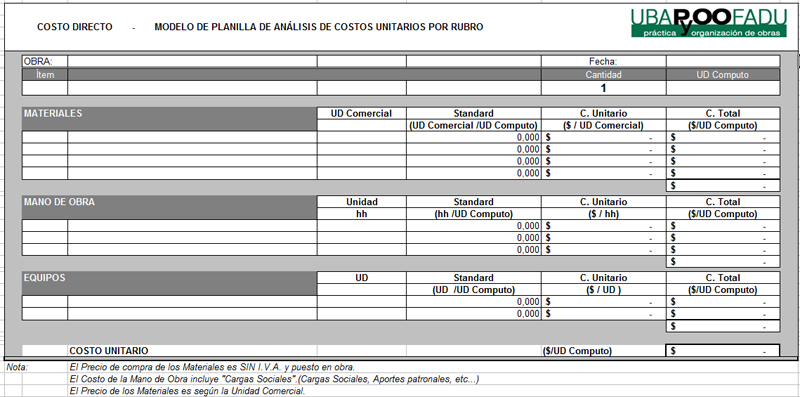 COSTO DIRECTO - MODELO DE PLANILLA DE ANÁLISIS DE COSTOS UNITARIOS POR RUBRO
UBAPyOOFADU
práctica organización de obras
OBRA: Fecha:
Ítem Cantidad UD Computo
1
MATERIALES UD Comercial Standard C. Unitario C. Total
(UD Comercial /UD Computo) ($ / UD Comercial) ($/UD Computo)
0,000 $ - $ -
0,000 $ - $ -
0,000 $ - $ -
0,000 $ - $ -
$ -
MANO DE OBRA Unidad Standard C. Unitario C. Total
hh (hh /UD Computo) ($ / hh) ($/UD Computo)
0,000 $ - $ -
0,000 $ - $ -
0,000 $ - $ -
$ -
EQUIPOS UD Standard C. Unitario C. Total
(UD /UD Computo) ($ / UD ) ($/UD Computo)
0,000 $ - $ -
0,000 $ - $ -
$ -
COSTO UNITARIO ($/UD Computo) $ -
Nota: El Precio de compra de los Materiales es SIN I.V.A. y puesto en obra.
El Costo de la Mano de Obra incluye "Cargas Sociales".(Cargas Sociales, Aportes patronales, etc...)
El Precio de los Materiales es según la Unidad Comercial.